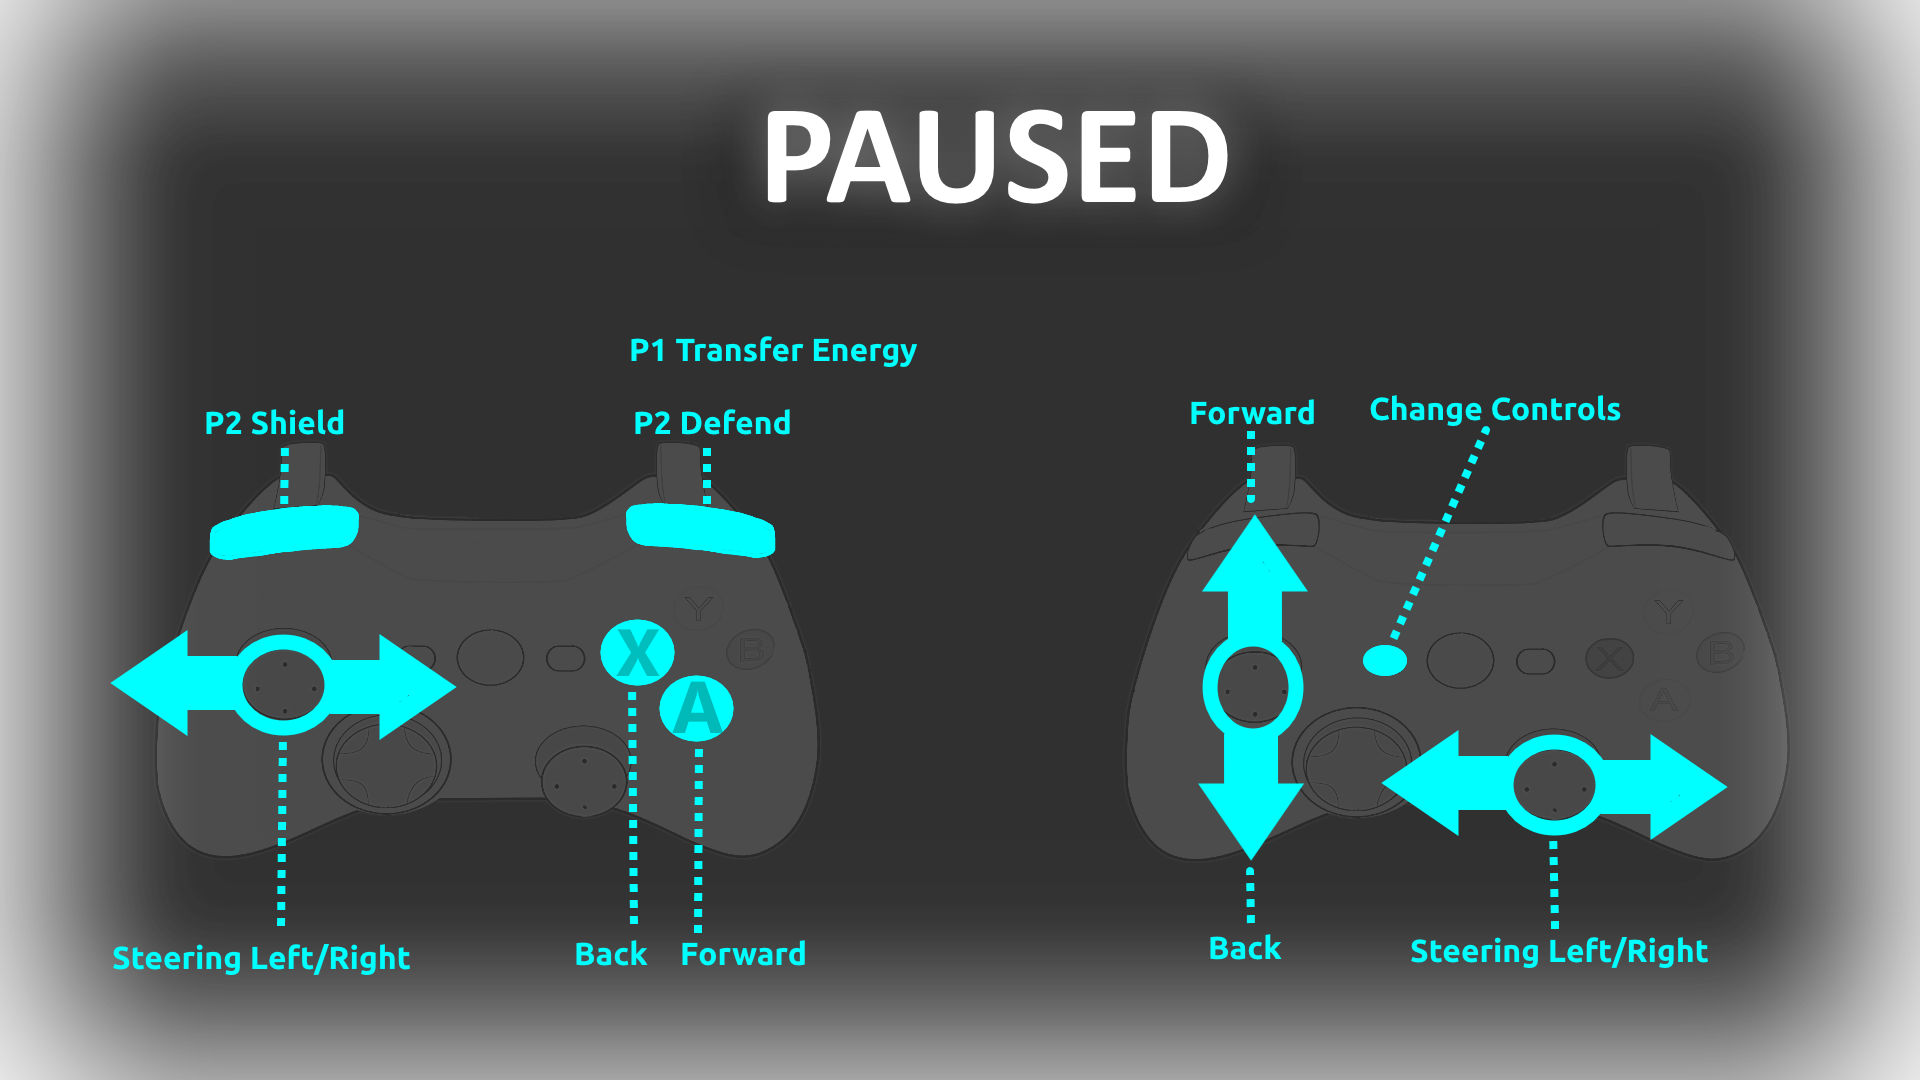 PAUSED
P1 Transfer Energy
P2 Shield
P2 Defend
Forward
Change Controls
Y
B
X
A
Y
B
X
A
Steering Left/Right
Back
Forward
Back
Steering Left/Right